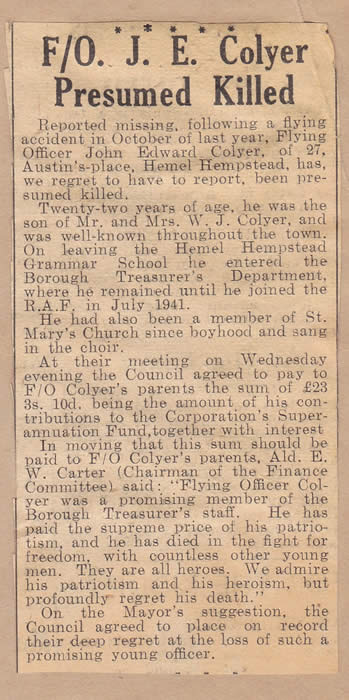 * * * * *
F/O. J. E. Colyer
Presumed Killed
Reported missing, following a flying
accident in October of last year, Flying
Officer John Edward Colyer, of 27,
Austin's-place, Hemel Hempstead, has,
we regret to have to report, been pre-
sumed killed.
Twenty-two years of age, he was the
son of Mr. and Mrs. W. J. Colyer, and
was well-known throughout the town.
On leaving the Hemel Hempstead
Grammar School he entered the
Borough Treasurer's Department,
where he remained until he joined the
R.A.F. in July 1941.
He had also been a member of St.
Mary's Church since boyhood and sang
in the choir.
At their meeting on Wednesday
evening the Council agreed to pay to
F/O Colyer's parents the sum of £23
3s. 10d. being the amount of his con-
tributions to the Corporation's Super-
annuation Fund,together with interest
In moving that this sum should be
paid to F/O Colyer's parents, Ald. E.
W. Carter (Chairman of the Finance
Committee) said: "Flying Officer Col-
yer was a promising member of the
Borough Treasurer's staff. He has
paid the supreme price of his patrio-
tism, and he has died in the fight for
freedom, with countless other young
men. They are all heroes. We admire
his patriotism and his heroism, but
profoundly regret his death."
On the Mayor's suggestion, the
Council agreed to place on record
their deep regret at the loss of such a
promising young officer.